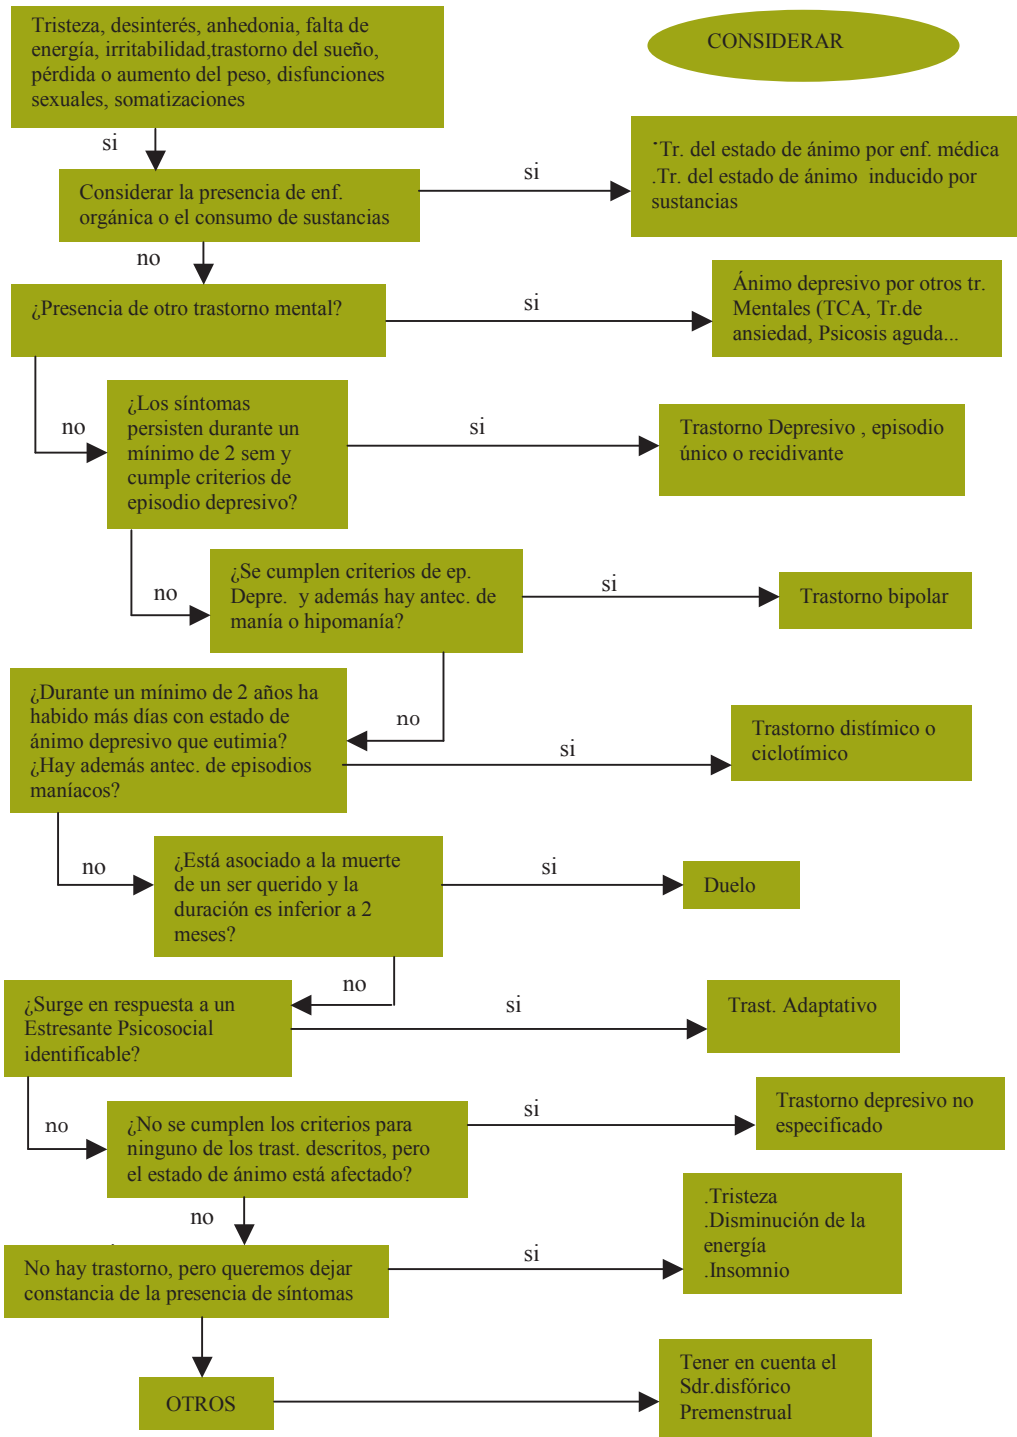 Tristeza, desinterés, anhedonia, falta de
energía, irritabilidad,trastorno del sueño,
pérdida o aumento del peso, disfunciones
sexuales, somatizaciones
CONSIDERAR
si
Considerar la presencia de enf.
orgánica o el consumo de sustancias
si
.Tr. del estado de ánimo por enf. médica
.Tr. del estado de ánimo inducido por
sustancias
no
¿Presencia de otro trastorno mental?
si
Ánimo depresivo por otros tr.
Mentales (TCA, Tr.de
ansiedad, Psicosis aguda...
no
¿Los síntomas
persisten durante un
mínimo de 2 sem y
cumple criterios de
episodio depresivo?
si
Trastorno Depresivo , episodio
único o recidivante
no
¿Se cumplen criterios de ep.
Depre. y además hay antec. de
manía o hipomanía?
si
Trastorno bipolar
no
¿Durante un mínimo de 2 años ha
habido más días con estado de
ánimo depresivo que eutimia?
¿Hay además antec. de episodios
maníacos?
si
Trastorno distímico o
ciclotímico
no
¿Está asociado a la muerte
de un ser querido y la
duración es inferior a 2
meses?
si
Duelo
no
¿Surge en respuesta a un
Estresante Psicosocial
identificable?
si
Trast. Adaptativo
no
¿No se cumplen los criterios para
ninguno de los trast. descritos, pero
el estado de ánimo está afectado?
si
Trastorno depresivo no
especificado
no
No hay trastorno, pero queremos dejar
constancia de la presencia de síntomas
si
.Tristeza
.Disminución de la
energía
.Insomnio
OTROS
Tener en cuenta el
Sdr.disfórico
Premenstrual